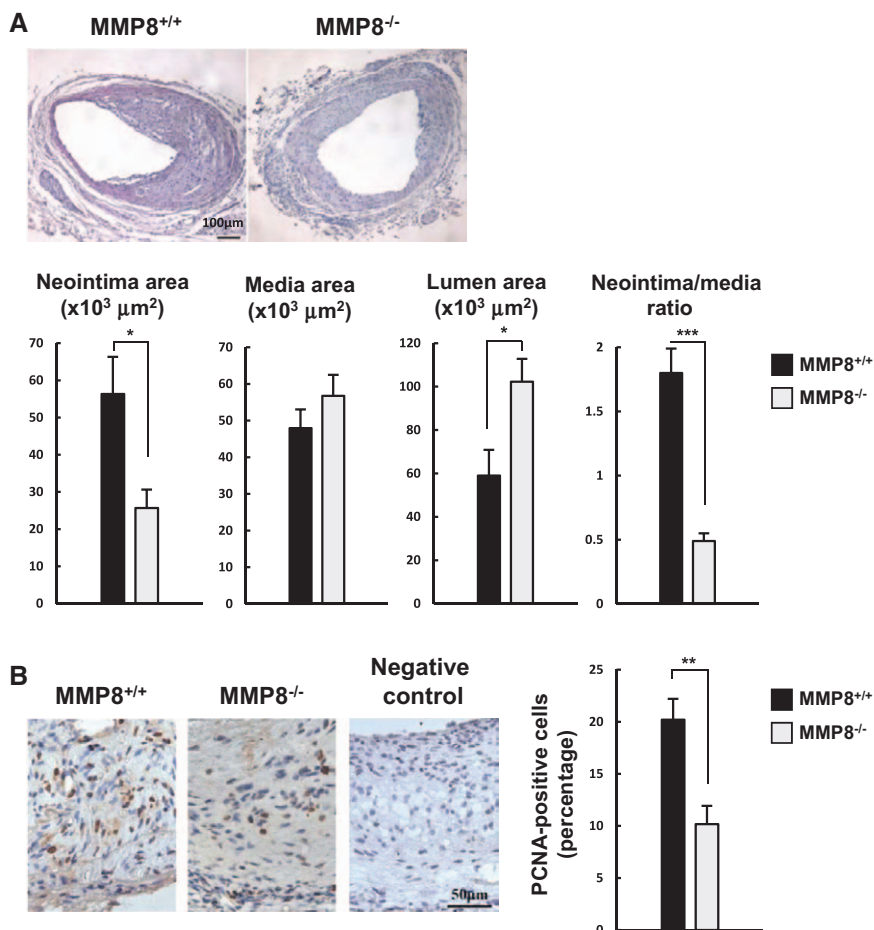 A
MMP8+/+ MMP8-/-
100μm
Neointima area
(x10³ μm²)
70
60
50
40
30
20
10
0
*
Media area
(x10³ μm²)
70
60
50
40
30
20
10
0
Lumen area
(x10³ μm²)
120
100
80
60
40
20
0
*
Neointima/media
ratio
2
1.5
1
0.5
0
***
MMP8+/+
MMP8-/-
B
MMP8+/+ MMP8-/- Negative
control
50μm
PCNA-positive cells
(percentage)
25
20
15
10
5
0
**
MMP8+/+
MMP8-/-